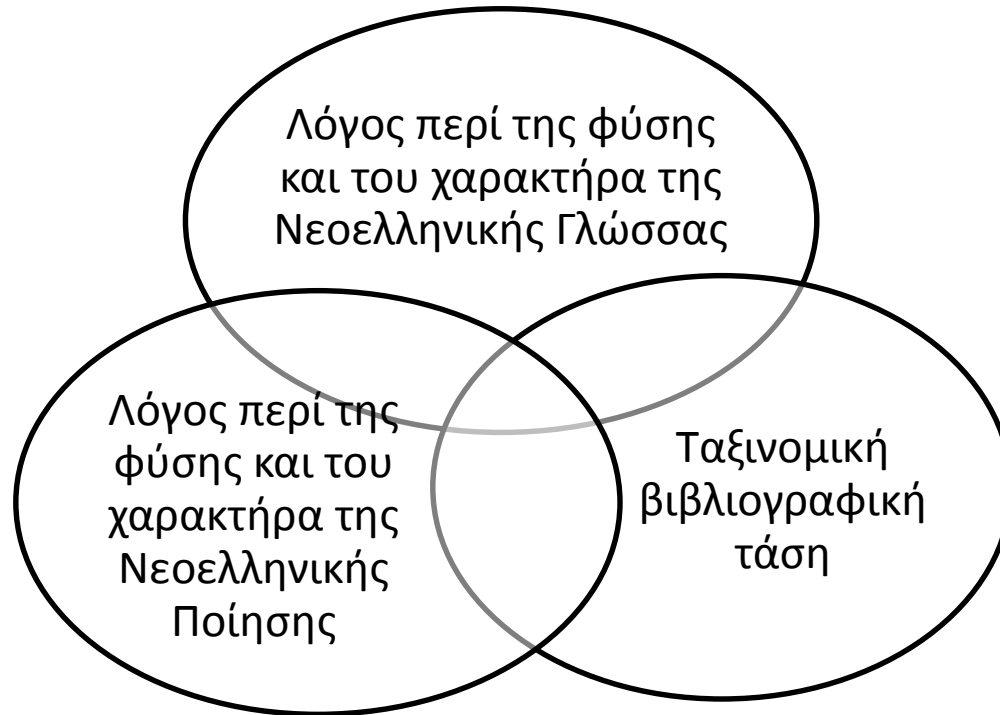 Λόγος περί της φύσης
και του χαρακτήρα της
Νεοελληνικής Γλώσσας
Λόγος περί της
φύσης και του
χαρακτήρα της
Νεοελληνικής
Ποίησης
Ταξινομική
βιβλιογραφική
τάση